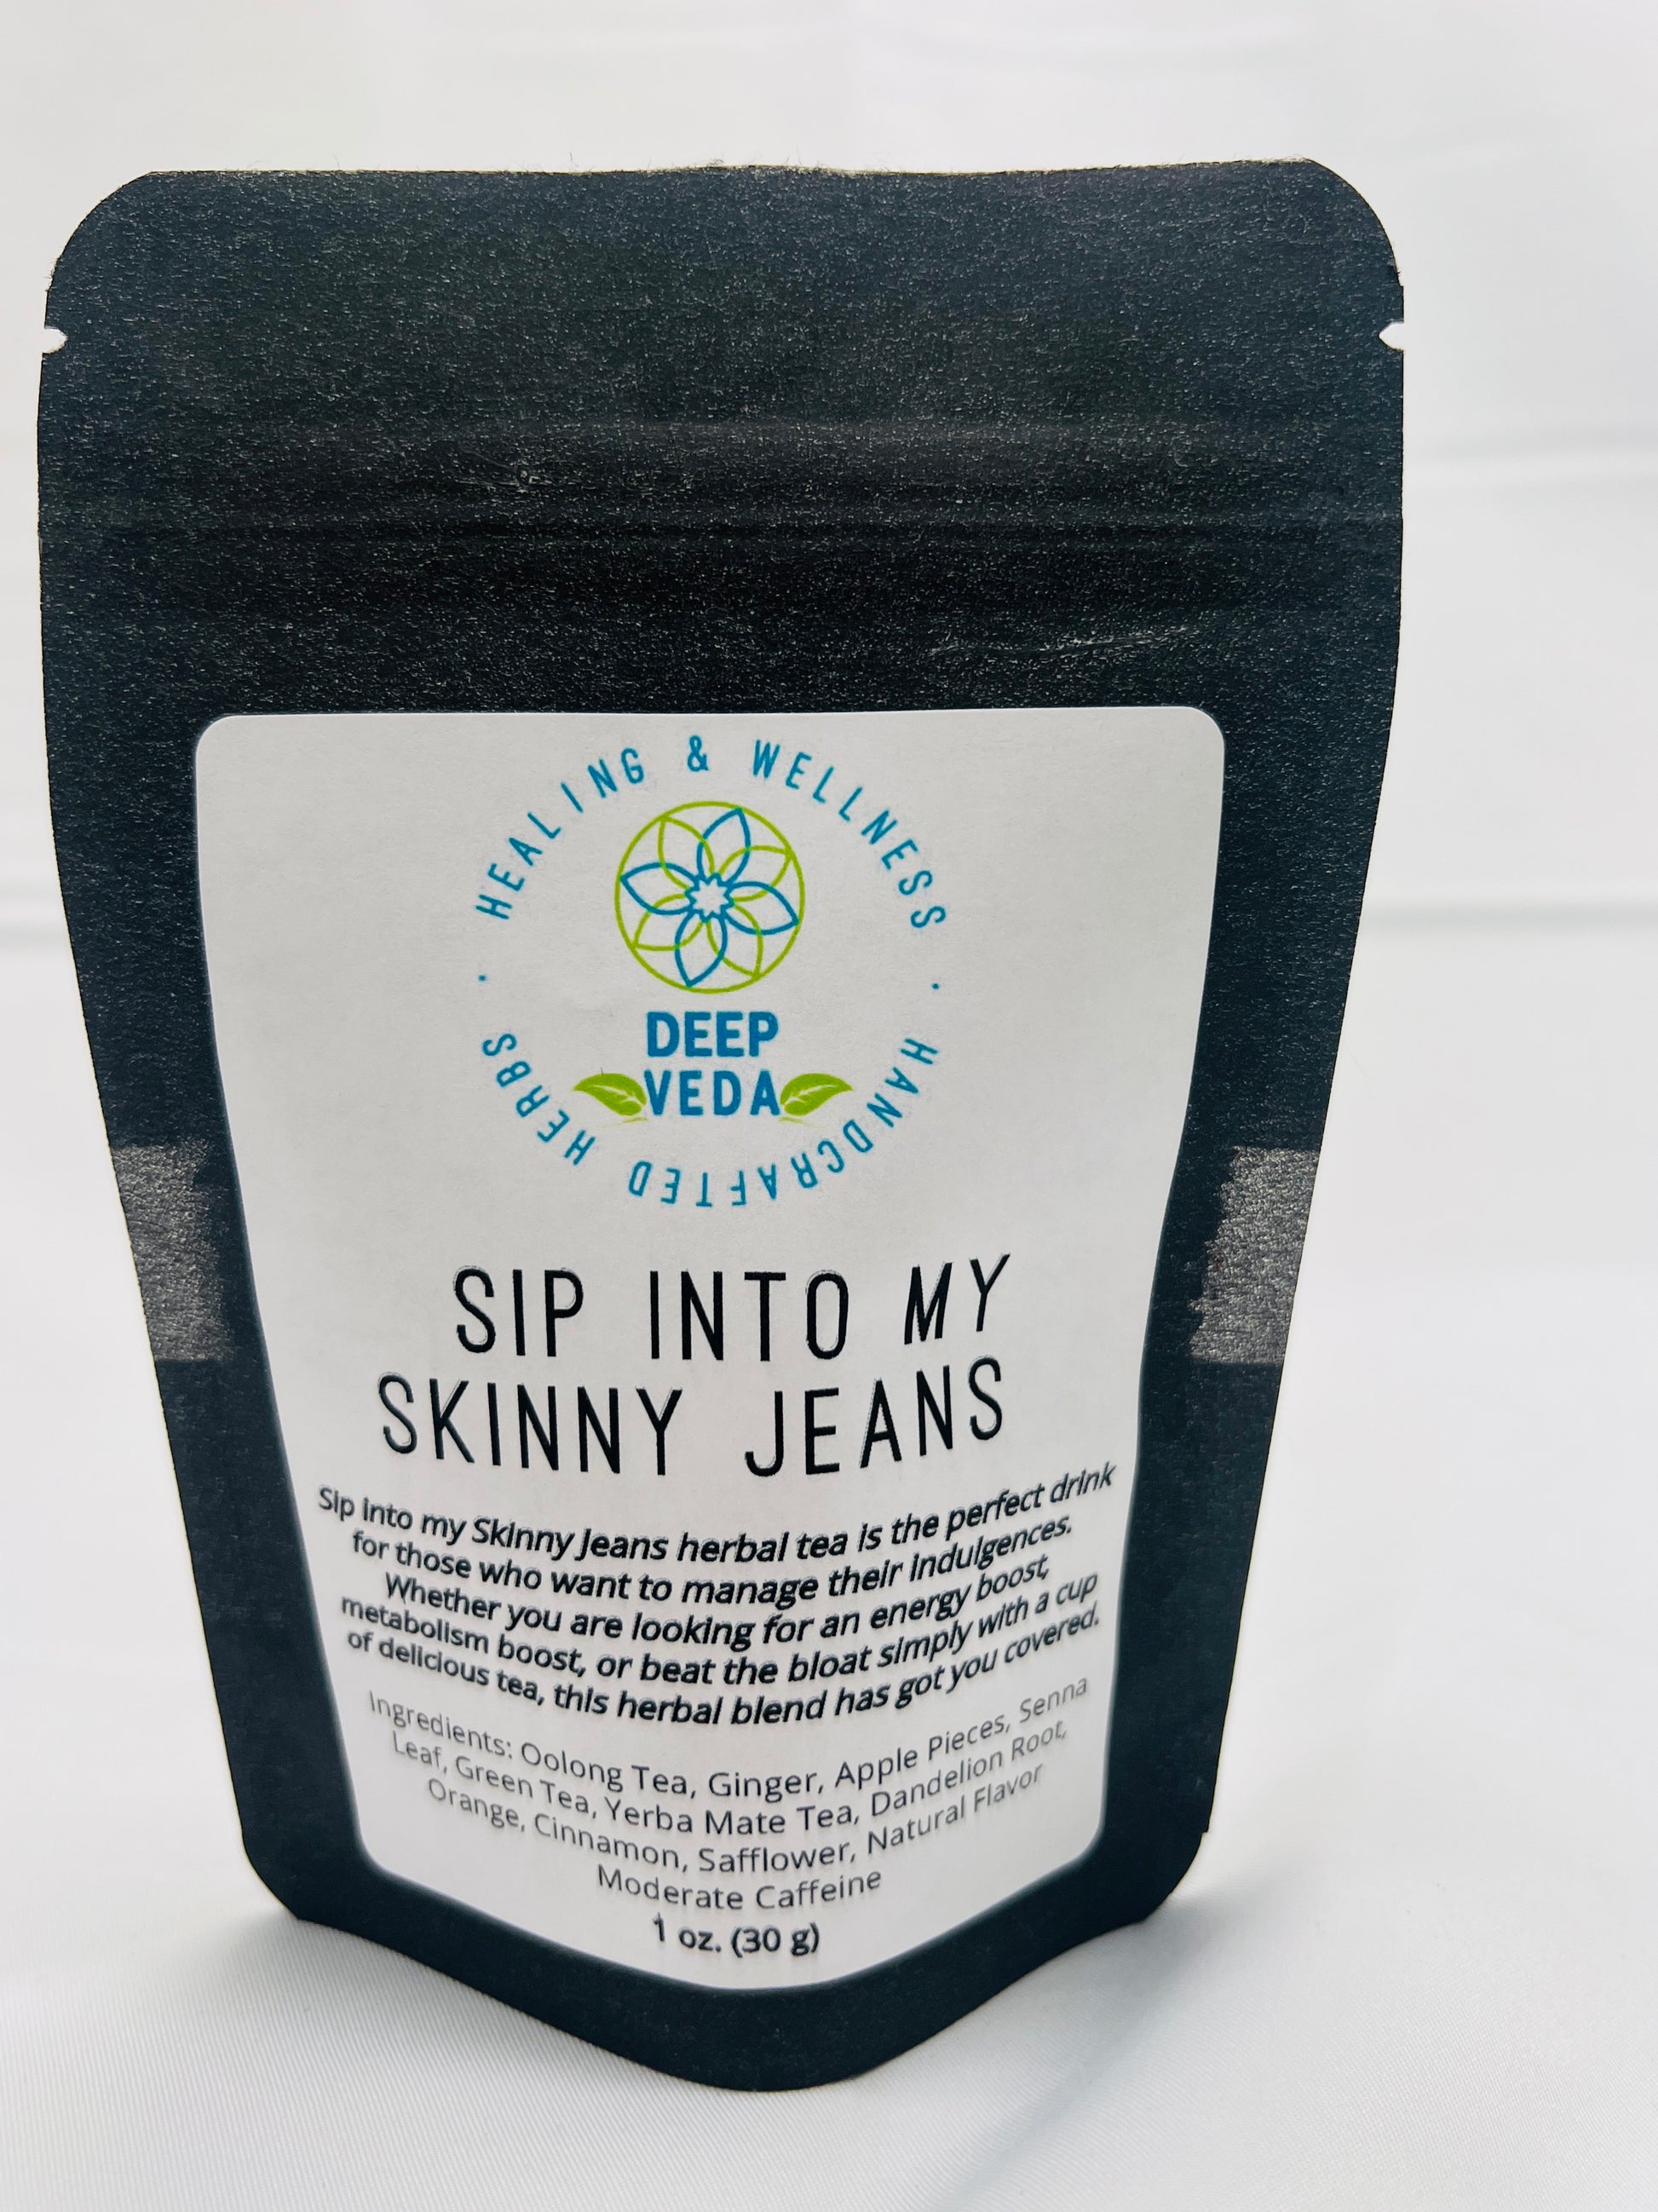 HEALING & WELLNESS · HANDCRAFTED HERBS ·
DEEP
VEDA
SIP INTO MY
SKINNY JEANS
Sip into my Skinny Jeans herbal tea is the perfect drink
for those who want to manage their indulgences.
Whether you are looking for an energy boost,
metabolism boost, or beat the bloat simply with a cup
of delicious tea, this herbal blend has got you covered.
Ingredients: Oolong Tea, Ginger, Apple Pieces, Senna
Leaf, Green Tea, Yerba Mate Tea, Dandelion Root,
Orange, Cinnamon, Safflower, Natural Flavor
Moderate Caffeine
1 oz. (30 g)